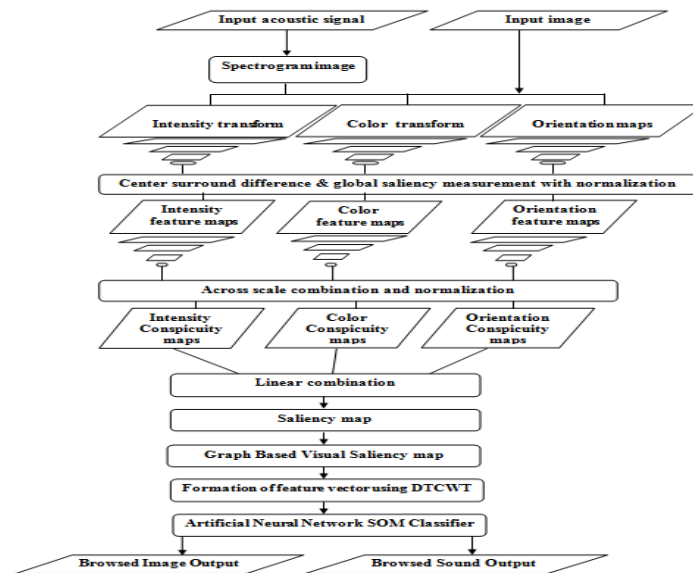 Input acoustic signal
Input image
Spectrogram image
Intensity transform
Color transform
Orientation maps
Center surround difference & global saliency measurement with normalization
Intensity
feature maps
Color
feature maps
Orientation
feature maps
Across scale combination and normalization
Intensity
Conspicuity
maps
Color
Conspicuity
maps
Orientation
Conspicuity
maps
Linear combination
Saliency map
Graph Based Visual Saliency map
Formation of feature vector using DTCWT
Artificial Neural Network SOM Classifier
Browsed Image Output
Browsed Sound Output